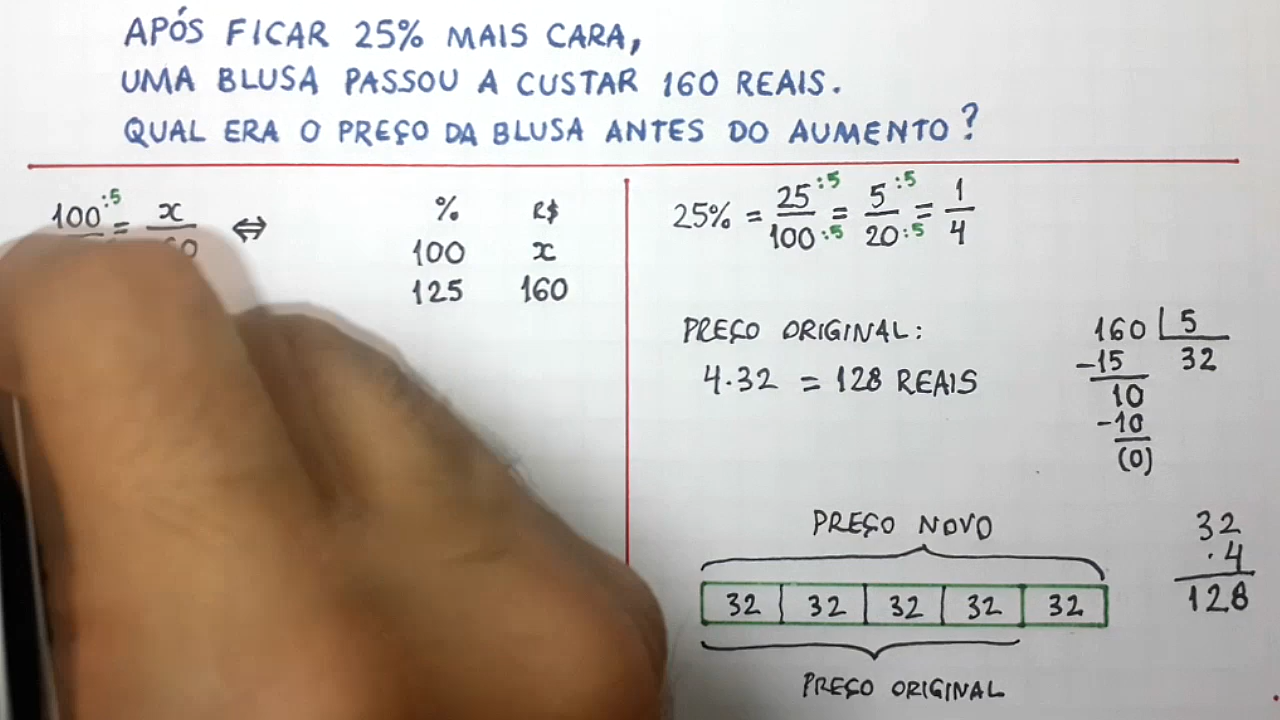 APÓS FICAR 25% MAIS CARA,
UMA BLUSA PASSOU A CUSTAR 160 REAIS.
QUAL ERA O PREÇO DA BLUSA ANTES DO AUMENTO?
100 :5 = x ⇔
% R$
100 x
125 160
25% = 25/100 = 5/20 = 1/4
:5 :5
:5 :5
PREÇO ORIGINAL:
4·32 = 128 REAIS
160 5
-15 32
10
-10
(0)
PREÇO NOVO
32 32 32 32 32
PREÇO ORIGINAL
32
·4
128